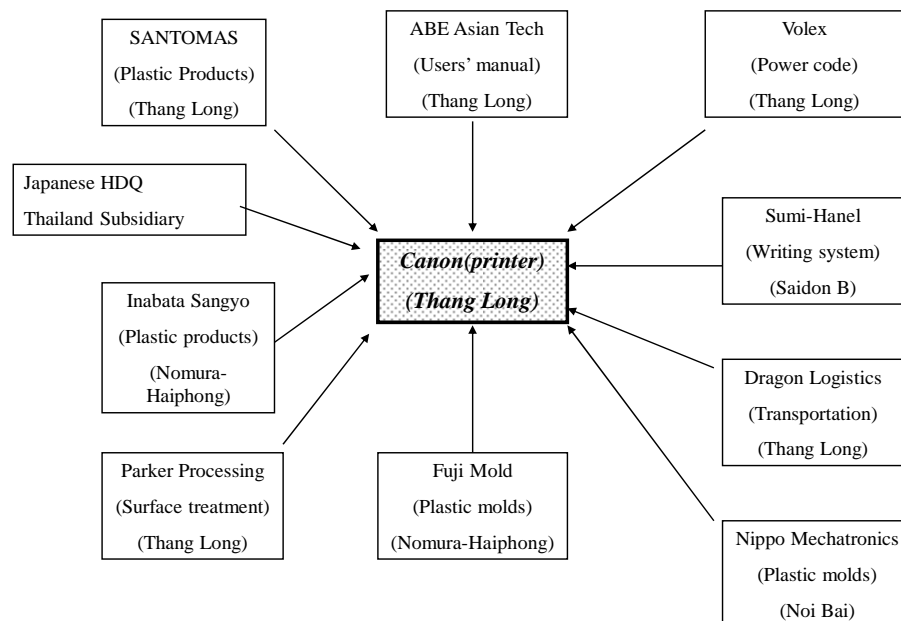 SANTOMAS
(Plastic Products)
(Thang Long)
ABE Asian Tech
(Users' manual)
(Thang Long)
Volex
(Power code)
(Thang Long)
Japanese HDQ
Thailand Subsidiary
Canon(printer)
(Thang Long)
Sumi-Hanel
(Writing system)
(Saidon B)
Inabata Sangyo
(Plastic products)
(Nomura-
Haiphong)
Dragon Logistics
(Transportation)
(Thang Long)
Parker Processing
(Surface treatment)
(Thang Long)
Fuji Mold
(Plastic molds)
(Nomura-Haiphong)
Nippo Mechatronics
(Plastic molds)
(Noi Bai)